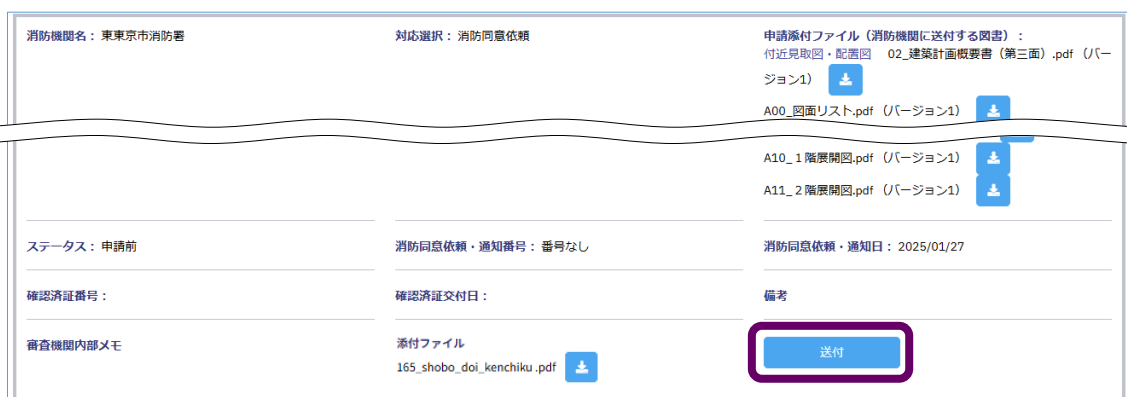 消防機関名： 東東京市消防署
対応選択： 消防同意依頼
申請添付ファイル（消防機関に送付する図書）：
付近見取図・配置図 02_建築計画概要書（第三面）.pdf（バー
ジョン1）
A00_図面リスト.pdf（バージョン1）
A10_１階展開図.pdf（バージョン1）
A11_２階展開図.pdf（バージョン1）
ステータス： 申請前
消防同意依頼・通知番号： 番号なし
消防同意依頼・通知日： 2025/01/27
確認済証番号：
確認済証交付日：
備考
審査機関内部メモ
添付ファイル
165_shobo_doi_kenchiku.pdf
送付